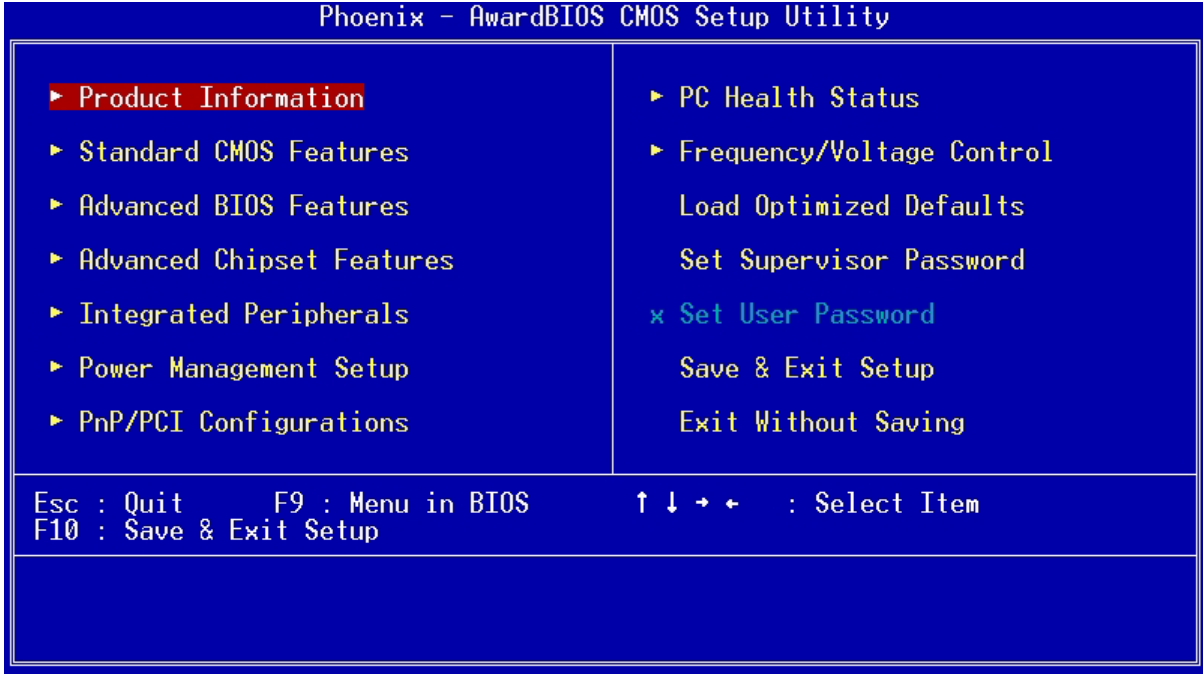 Phoenix - AwardBIOS CMOS Setup Utility
► Product Information
► Standard CMOS Features
► Advanced BIOS Features
► Advanced Chipset Features
► Integrated Peripherals
► Power Management Setup
► PnP/PCI Configurations
► PC Health Status
► Frequency/Voltage Control
Load Optimized Defaults
Set Supervisor Password
x Set User Password
Save & Exit Setup
Exit Without Saving
Esc : Quit F9 : Menu in BIOS ↑ ↓ → ← : Select Item
F10 : Save & Exit Setup